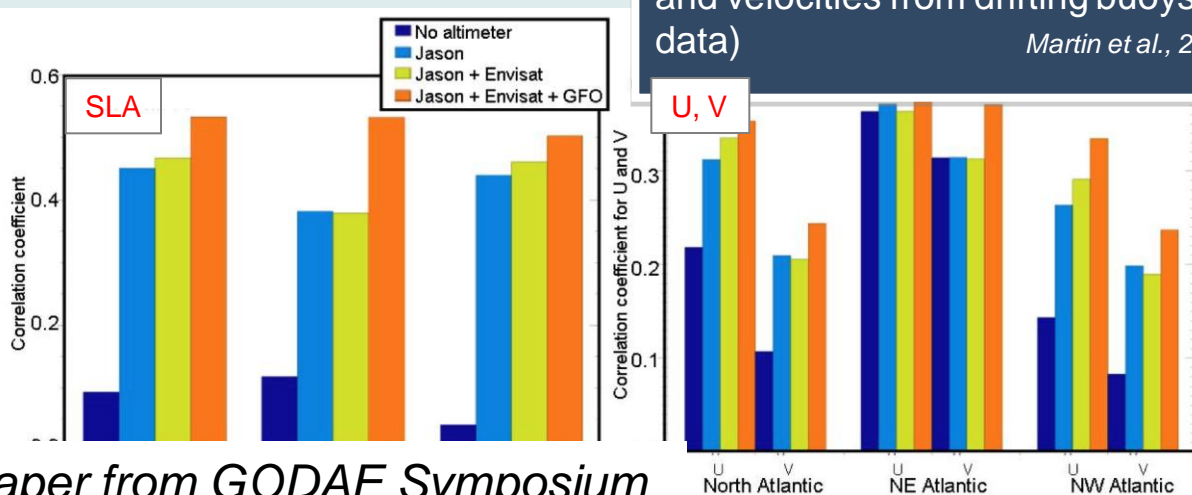 and velocities from drifting buoys
data)
Martin et al., 2
No altimeter
Jason
Jason + Envisat
Jason + Envisat + GFO
SLA
0.6
0.4
0.2
Correlation coefficient
U, V
0.3
0.2
0.1
Correlation coefficient for U and V
U V U V U V
North Atlantic NE Atlantic NW Atlantic
aper from GODAE Symposium